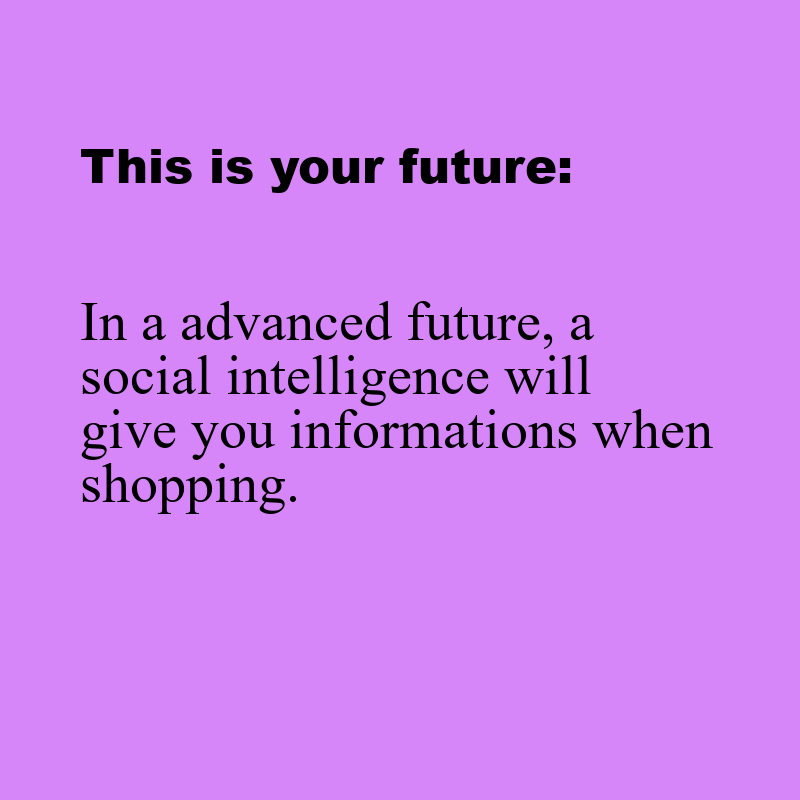 This is your future:
In a advanced future, a
social intelligence will
give you informations when
shopping.